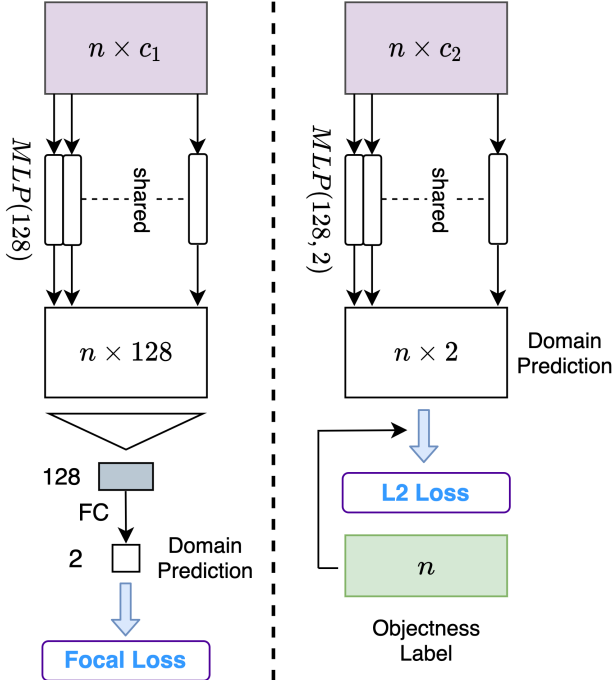 n × c₁
MLP(128)
shared
n × 128
128
FC
2
Domain
Prediction
Focal Loss
n × c₂
MLP(128, 2)
shared
n × 2
Domain
Prediction
L2 Loss
n
Objectness
Label